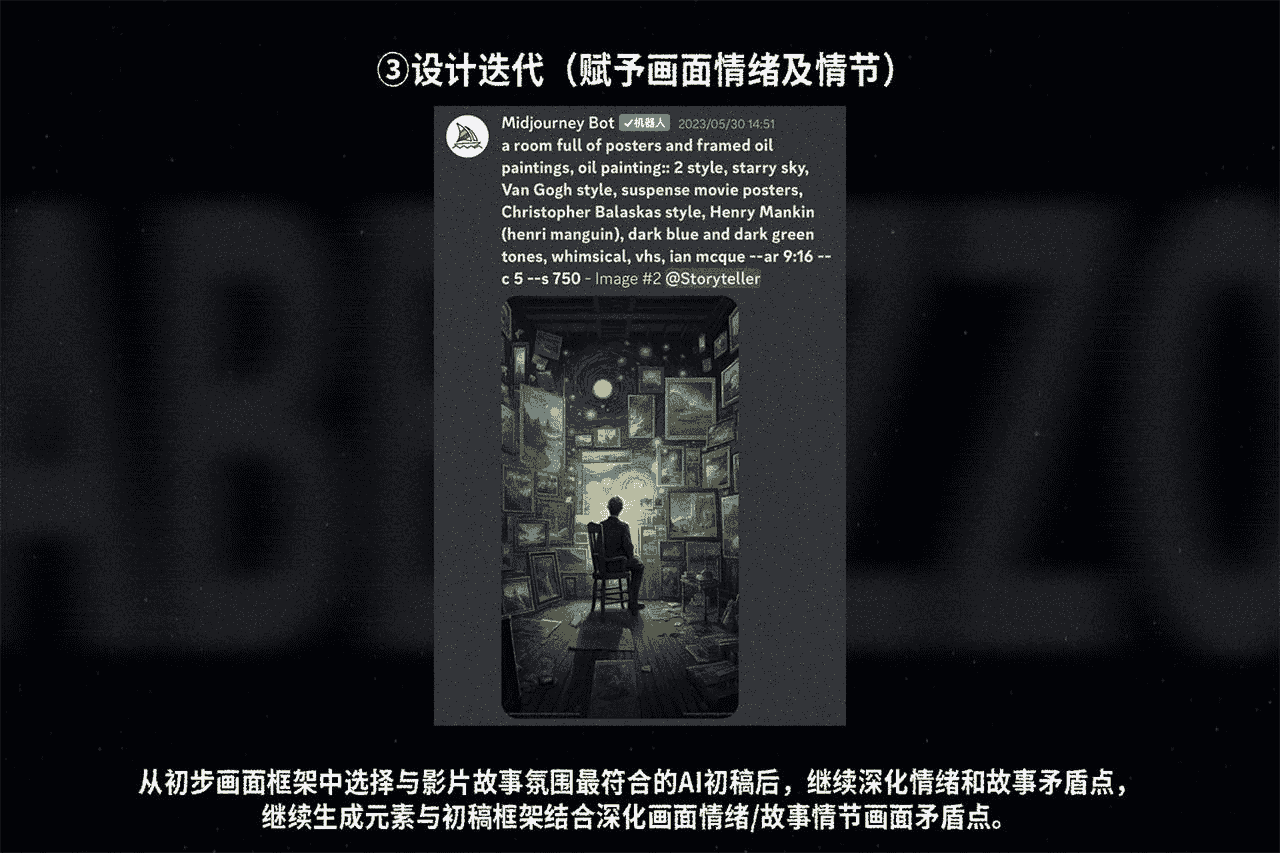 ③设计迭代（赋予画面情绪及情节）
Midjourney Bot ✓机器人 2023/05/30 14:51
a room full of posters and framed oil
paintings, oil painting:: 2 style, starry sky,
Van Gogh style, suspense movie posters,
Christopher Balaskas style, Henry Mankin
(henri manguin), dark blue and dark green
tones, whimsical, vhs, ian mcque --ar 9:16 --
c 5 --s 750 - Image #2 @Storyteller
从初步画面框架中选择与影片故事氛围最符合的AI初稿后，继续深化情绪和故事矛盾点，
继续生成元素与初稿框架结合深化画面情绪/故事情节画面矛盾点。